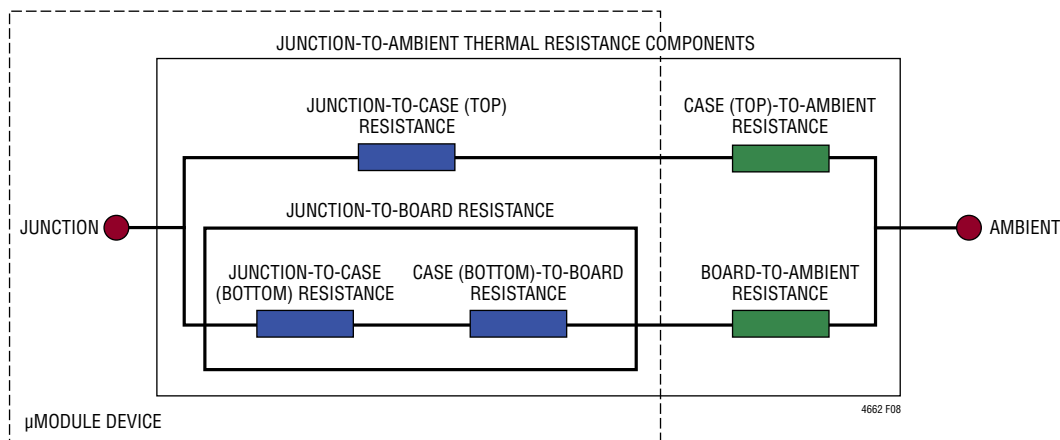 JUNCTION-TO-AMBIENT THERMAL RESISTANCE COMPONENTS
JUNCTION-TO-CASE (TOP)
RESISTANCE
CASE (TOP)-TO-AMBIENT
RESISTANCE
JUNCTION
JUNCTION-TO-BOARD RESISTANCE
AMBIENT
JUNCTION-TO-CASE
(BOTTOM) RESISTANCE
CASE (BOTTOM)-TO-BOARD
RESISTANCE
BOARD-TO-AMBIENT
RESISTANCE
4662 F08
µMODULE DEVICE